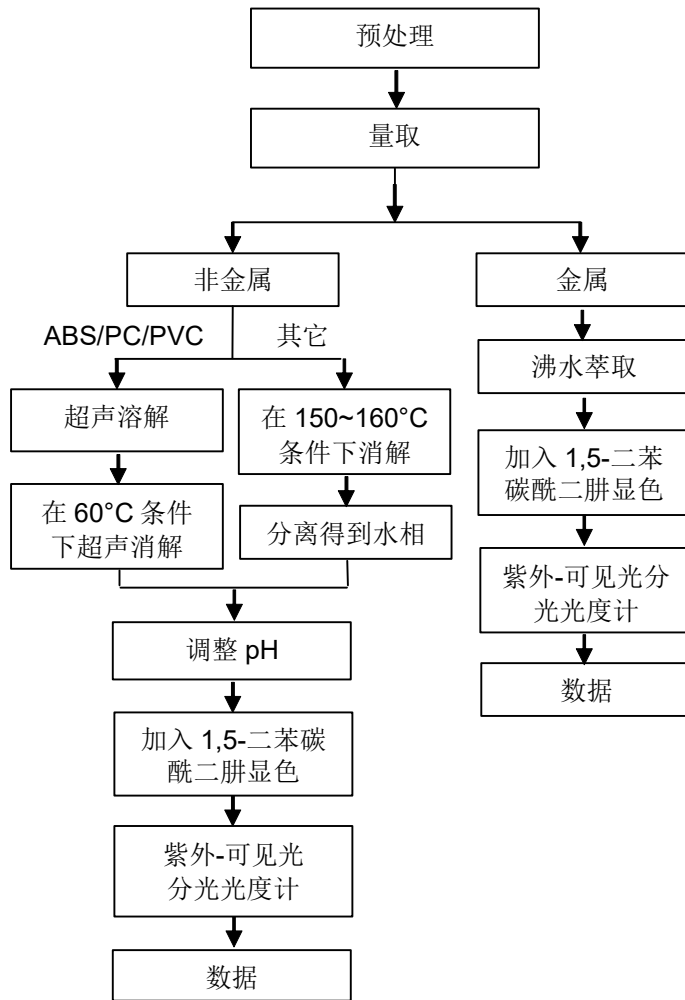 预处理
量取
非金属
金属
ABS/PC/PVC
其它
沸水萃取
超声溶解
在 150~160°C
条件下消解
加入 1,5-二苯
碳酰二肼显色
在 60°C 条件
下超声消解
分离得到水相
紫外-可见光分
光光度计
调整 pH
数据
加入 1,5-二苯碳
酰二肼显色
紫外-可见光
分光光度计
数据